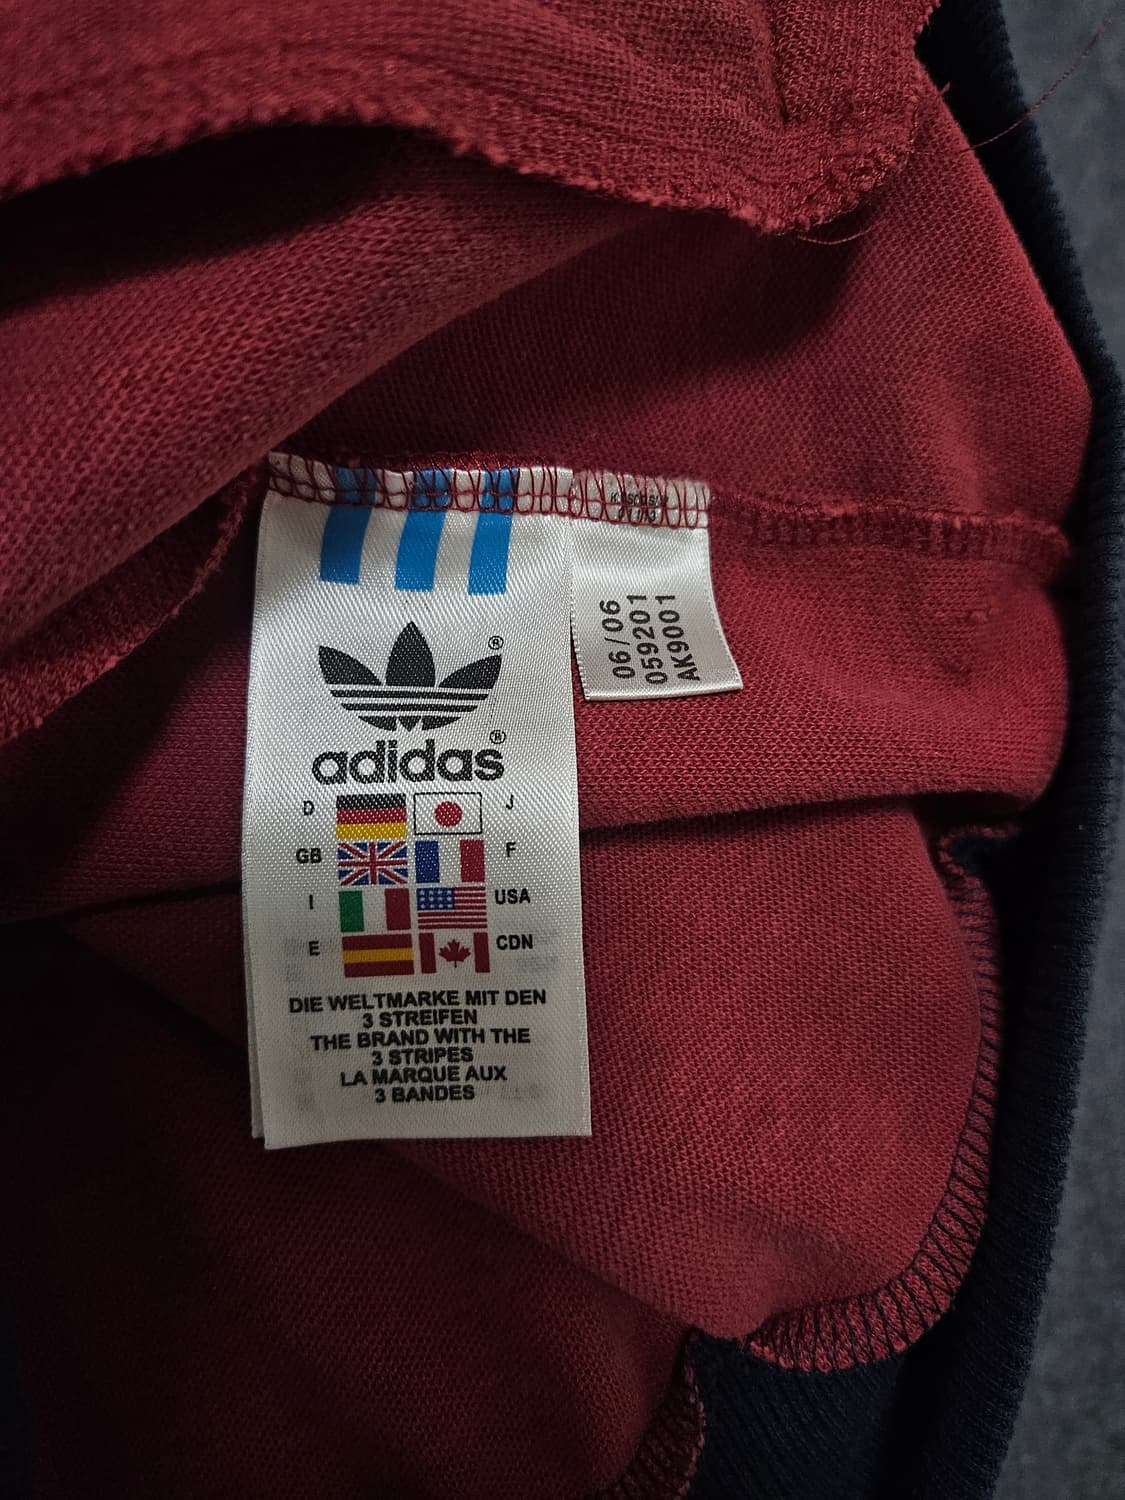 ®
adidas®
D J
GB F
I USA
E CDN
DIE WELTMARKE MIT DEN
3 STREIFEN
THE BRAND WITH THE
3 STRIPES
LA MARQUE AUX
3 BANDES
06/06
059201
AK9001